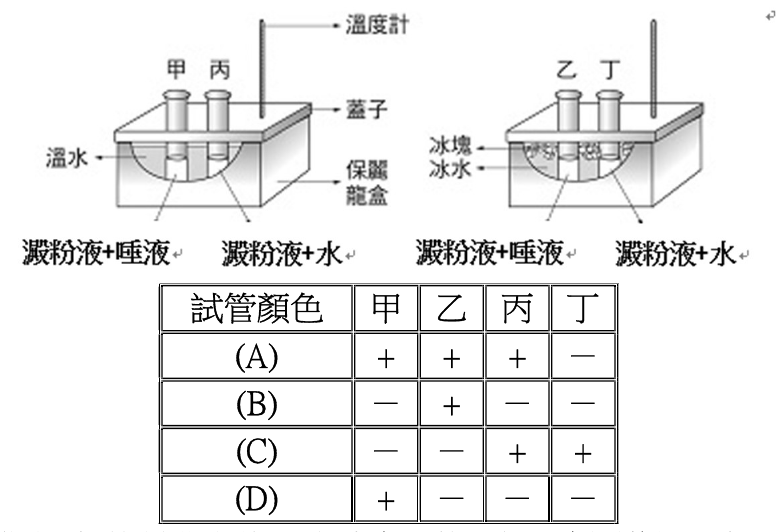 溫度計
甲 丙
蓋子
溫水
保麗
龍盒
澱粉液+唾液
澱粉液+水
乙 丁
冰塊
冰水
澱粉液+唾液
澱粉液+水
試管顏色 甲 乙 丙 丁
(A) + + + －
(B) － + － －
(C) － － + +
(D) + － － －